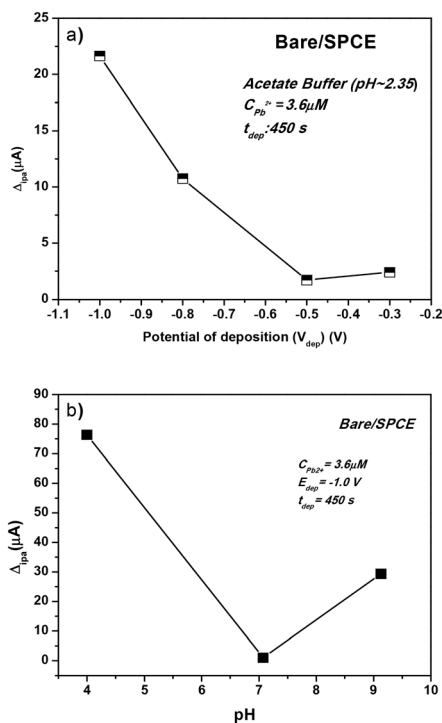 a)
Bare/SPCE
Acetate Buffer (pH~2.35)
C_Pb²⁺ = 3.6μM
t_dep:450 s
Δ_ipa(μA)
25
20
15
10
5
0
-1.1 -1.0 -0.9 -0.8 -0.7 -0.6 -0.5 -0.4 -0.3 -0.2
Potential of deposition (V_dep) (V)
b)
Bare/SPCE
C_Pb2+ = 3.6μM
E_dep = -1.0 V
t_dep = 450 s
Δ_ipa(μA)
90
80
70
60
50
40
30
20
10
0
4 5 6 7 8 9 10
pH